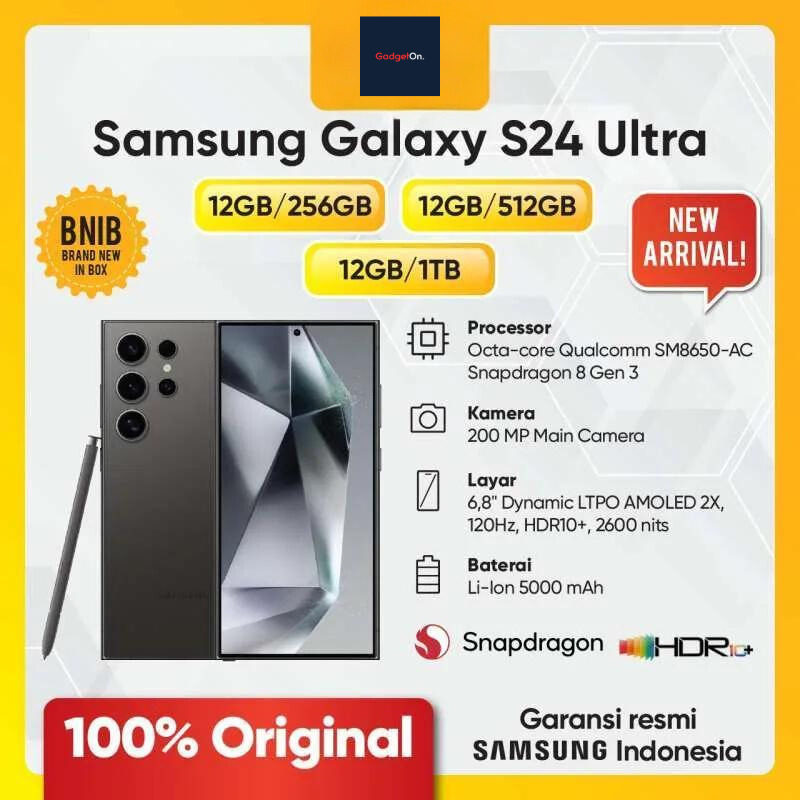 GadgetOn.
Samsung Galaxy S24 Ultra
12GB/256GB
12GB/512GB
12GB/1TB
BNIB
BRAND NEW
IN BOX
NEW
ARRIVAL!
Processor
Octa-core Qualcomm SM8650-AC
Snapdragon 8 Gen 3
Kamera
200 MP Main Camera
Layar
6,8" Dynamic LTPO AMOLED 2X,
120Hz, HDR10+, 2600 nits
Baterai
Li-Ion 5000 mAh
SAMSUNG
Snapdragon
HDR10+
100% Original
Garansi resmi
SAMSUNG Indonesia